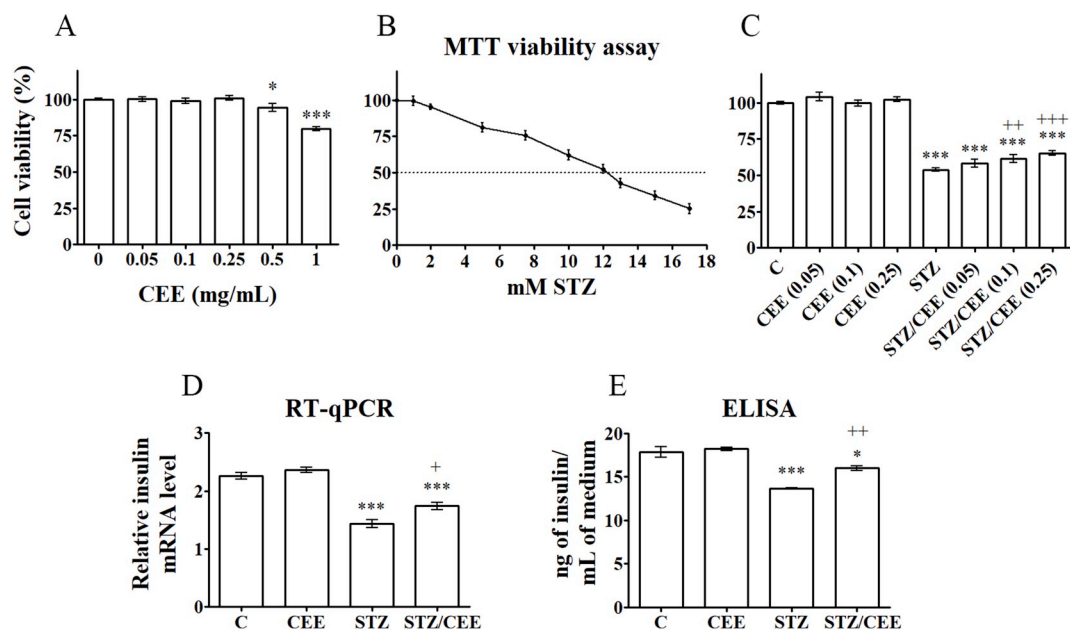 A
B
C
MTT viability assay
Cell viability (%)
100
75
50
25
0
*
***
0 0.05 0.1 0.25 0.5 1
CEE (mg/mL)
100
75
50
25
0
0 2 4 6 8 10 12 14 16 18
mM STZ
100
75
50
25
0
***
***
++
***
+++
***
C
CEE (0.05)
CEE (0.1)
CEE (0.25)
STZ
STZ/CEE (0.05)
STZ/CEE (0.1)
STZ/CEE (0.25)
D
RT-qPCR
Relative insulin
mRNA level
3
2
1
0
***
+
***
C CEE STZ STZ/CEE
E
ELISA
ng of insulin/
mL of medium
20
15
10
5
0
***
++
*
C CEE STZ STZ/CEE